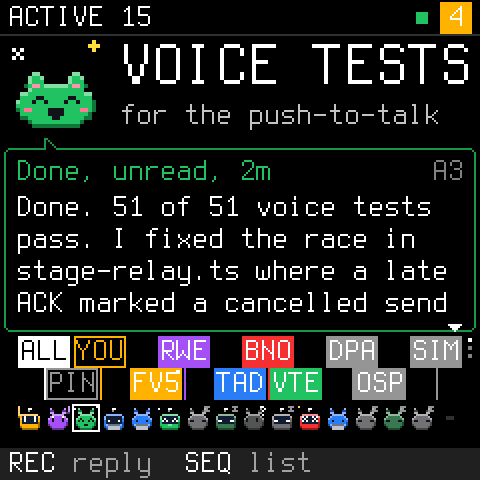 ACTIVE 15
4
VOICE TESTS
for the push-to-talk
Done, unread, 2m
A3
Done. 51 of 51 voice tests
pass. I fixed the race in
stage-relay.ts where a late
ACK marked a cancelled send
ALL YOU RWE BNO DPA SIM
PIN FV5 TAD VTE OSP
REC reply SEQ list